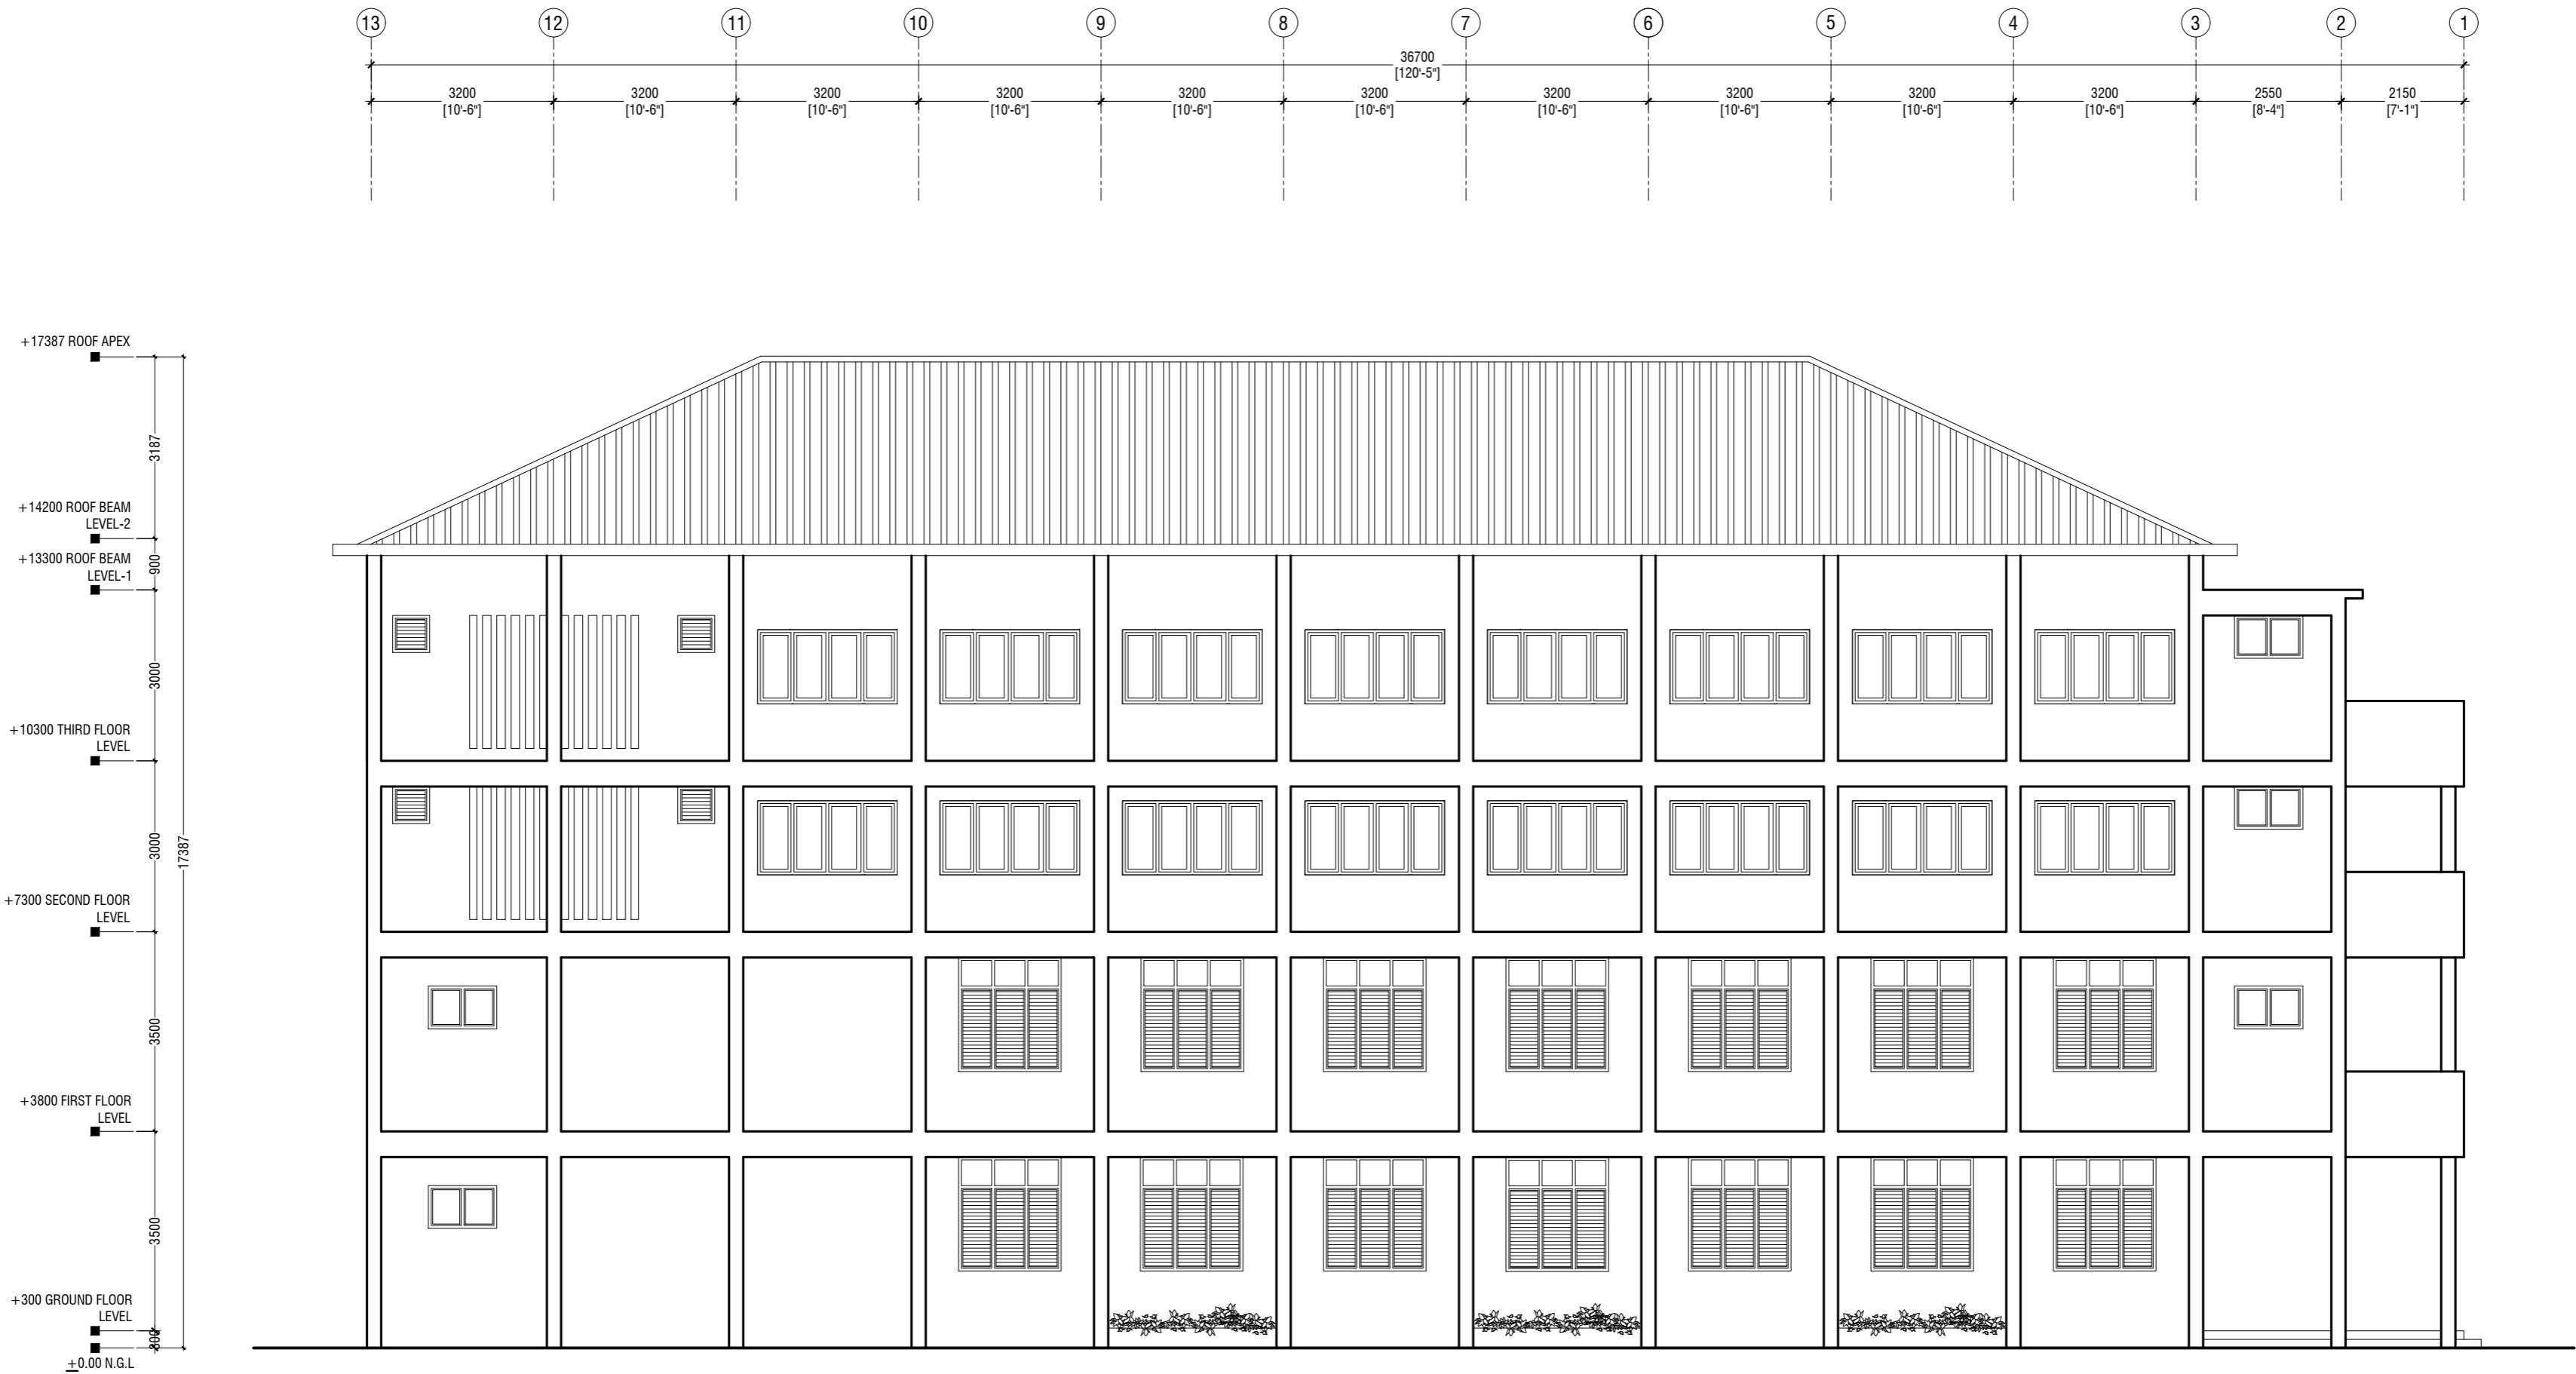 13 12 11 10 9 8 7 6 5 4 3 2 1
36700
[120'-5"]
3200 3200 3200 3200 3200 3200 3200 3200 3200 3200 2550 2150
[10'-6"] [10'-6"] [10'-6"] [10'-6"] [10'-6"] [10'-6"] [10'-6"] [10'-6"] [10'-6"] [10'-6"] [8'-4"] [7'-1"]
+17387 ROOF APEX
3187
+14200 ROOF BEAM
LEVEL-2
900
+13300 ROOF BEAM
LEVEL-1
3000
+10300 THIRD FLOOR
LEVEL
3000
17387
+7300 SECOND FLOOR
LEVEL
3500
+3800 FIRST FLOOR
LEVEL
3500
+300 GROUND FLOOR
LEVEL
300
±0.00 N.G.L